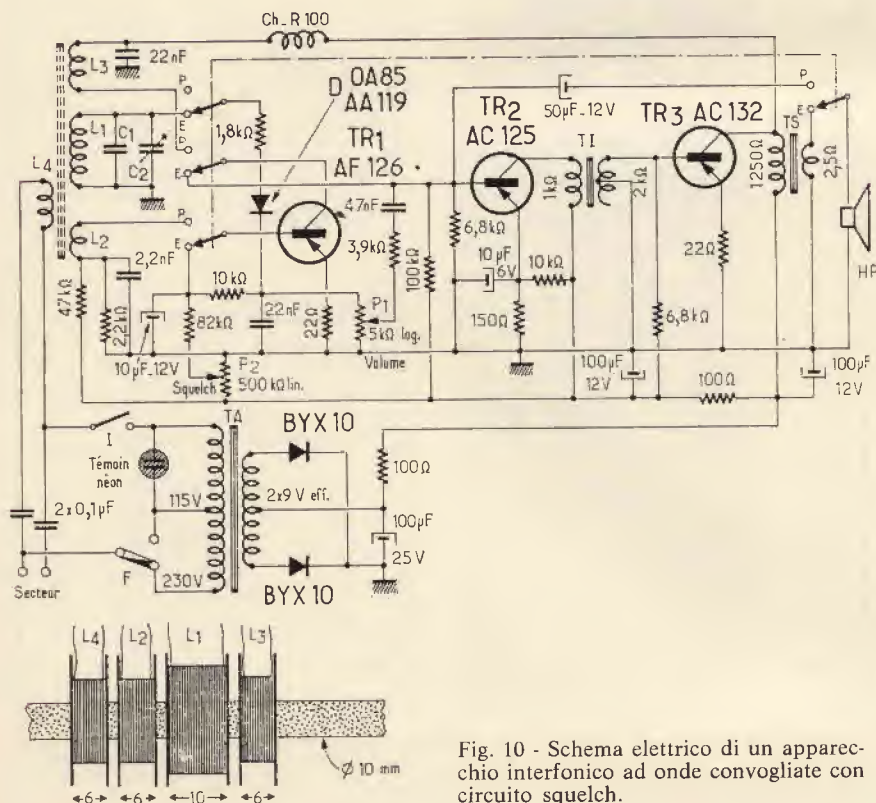 Ch_R 100
22nF
L3
P.
E
P.
1,8kΩ
D OA85
AA119
TR1
AF 126
50µF_12V
P.
E
TR2
AC 125
TI
TR3 AC 132
TS
L1
C1
C2
L4
E
47nF
1kΩ
2kΩ
1250Ω
2,5Ω
L2
P.
E
2,2nF
3,9kΩ
6,8kΩ
10µF
6V
10kΩ
22Ω
HP
47kΩ
2,2kΩ
10kΩ
82kΩ
22nF
22Ω
P1
5kΩ log.
Volume
100kΩ
150Ω
6,8kΩ
10µF_12V
Squelch
P2
500kΩ lin.
100µF
12V
100Ω
100µF
12V
I
TA
BYX 10
Témoin
néon
115V
2x9V eff.
100Ω
2x0,1µF
100µF
25V
F
230V
BYX 10
Secteur
L4 L2 L1 L3
Ø 10 mm
6 6 10 6
Fig. 10 - Schema elettrico di un apparec-
chio interfonico ad onde convogliate con
circuito squelch.